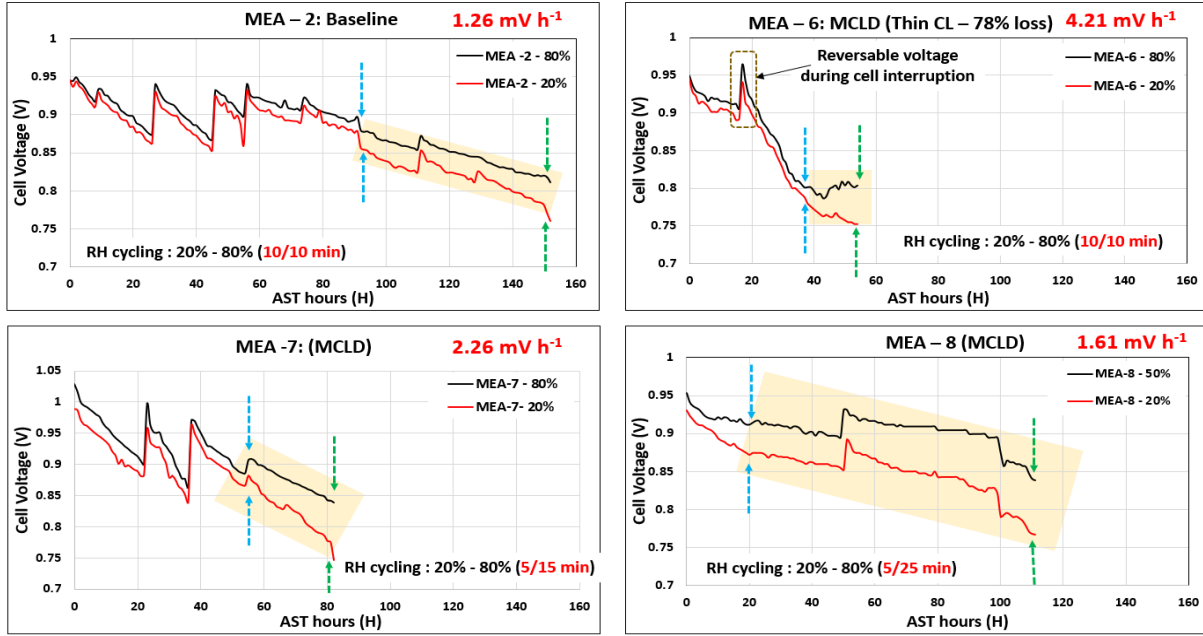 MEA – 2: Baseline
1.26 mV h-1
MEA -2 - 80%
MEA-2 - 20%
1
0.95
0.9
0.85
0.8
0.75
0.7
Cell Voltage (V)
RH cycling : 20% - 80% (10/10 min)
0 20 40 60 80 100 120 140 160
AST hours (H)
MEA – 6: MCLD (Thin CL – 78% loss)
4.21 mV h-1
Reversable voltage
during cell interruption
MEA-6 - 80%
MEA-6 - 20%
1
0.95
0.9
0.85
0.8
0.75
0.7
Cell Voltage (V)
RH cycling : 20% - 80% (10/10 min)
0 20 40 60 80 100 120 140 160
AST hours (H)
MEA -7: (MCLD)
2.26 mV h-1
MEA-7 - 80%
MEA-7- 20%
1.05
1
0.95
0.9
0.85
0.8
0.75
0.7
Cell Voltage (V)
RH cycling : 20% - 80% (5/15 min)
0 20 40 60 80 100 120 140 160
AST hours (H)
MEA – 8 (MCLD)
1.61 mV h-1
MEA-8 - 50%
MEA-8 - 20%
1
0.95
0.9
0.85
0.8
0.75
0.7
Cell Voltage (V)
RH cycling : 20% - 80% (5/25 min)
0 20 40 60 80 100 120 140 160
AST hours (H)